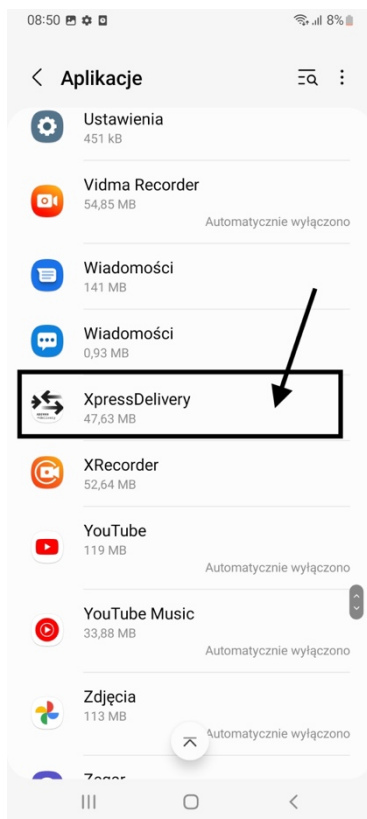 08:50 8%
Aplikacje
Ustawienia
451 kB
Vidma Recorder
54,85 MB
Automatycznie wyłączono
Wiadomości
141 MB
Wiadomości
0,93 MB
XpressDelivery
47,63 MB
XRecorder
52,64 MB
YouTube
119 MB
Automatycznie wyłączono
YouTube Music
33,88 MB
Automatycznie wyłączono
Zdjęcia
113 MB
Automatycznie wyłączono
Zegar